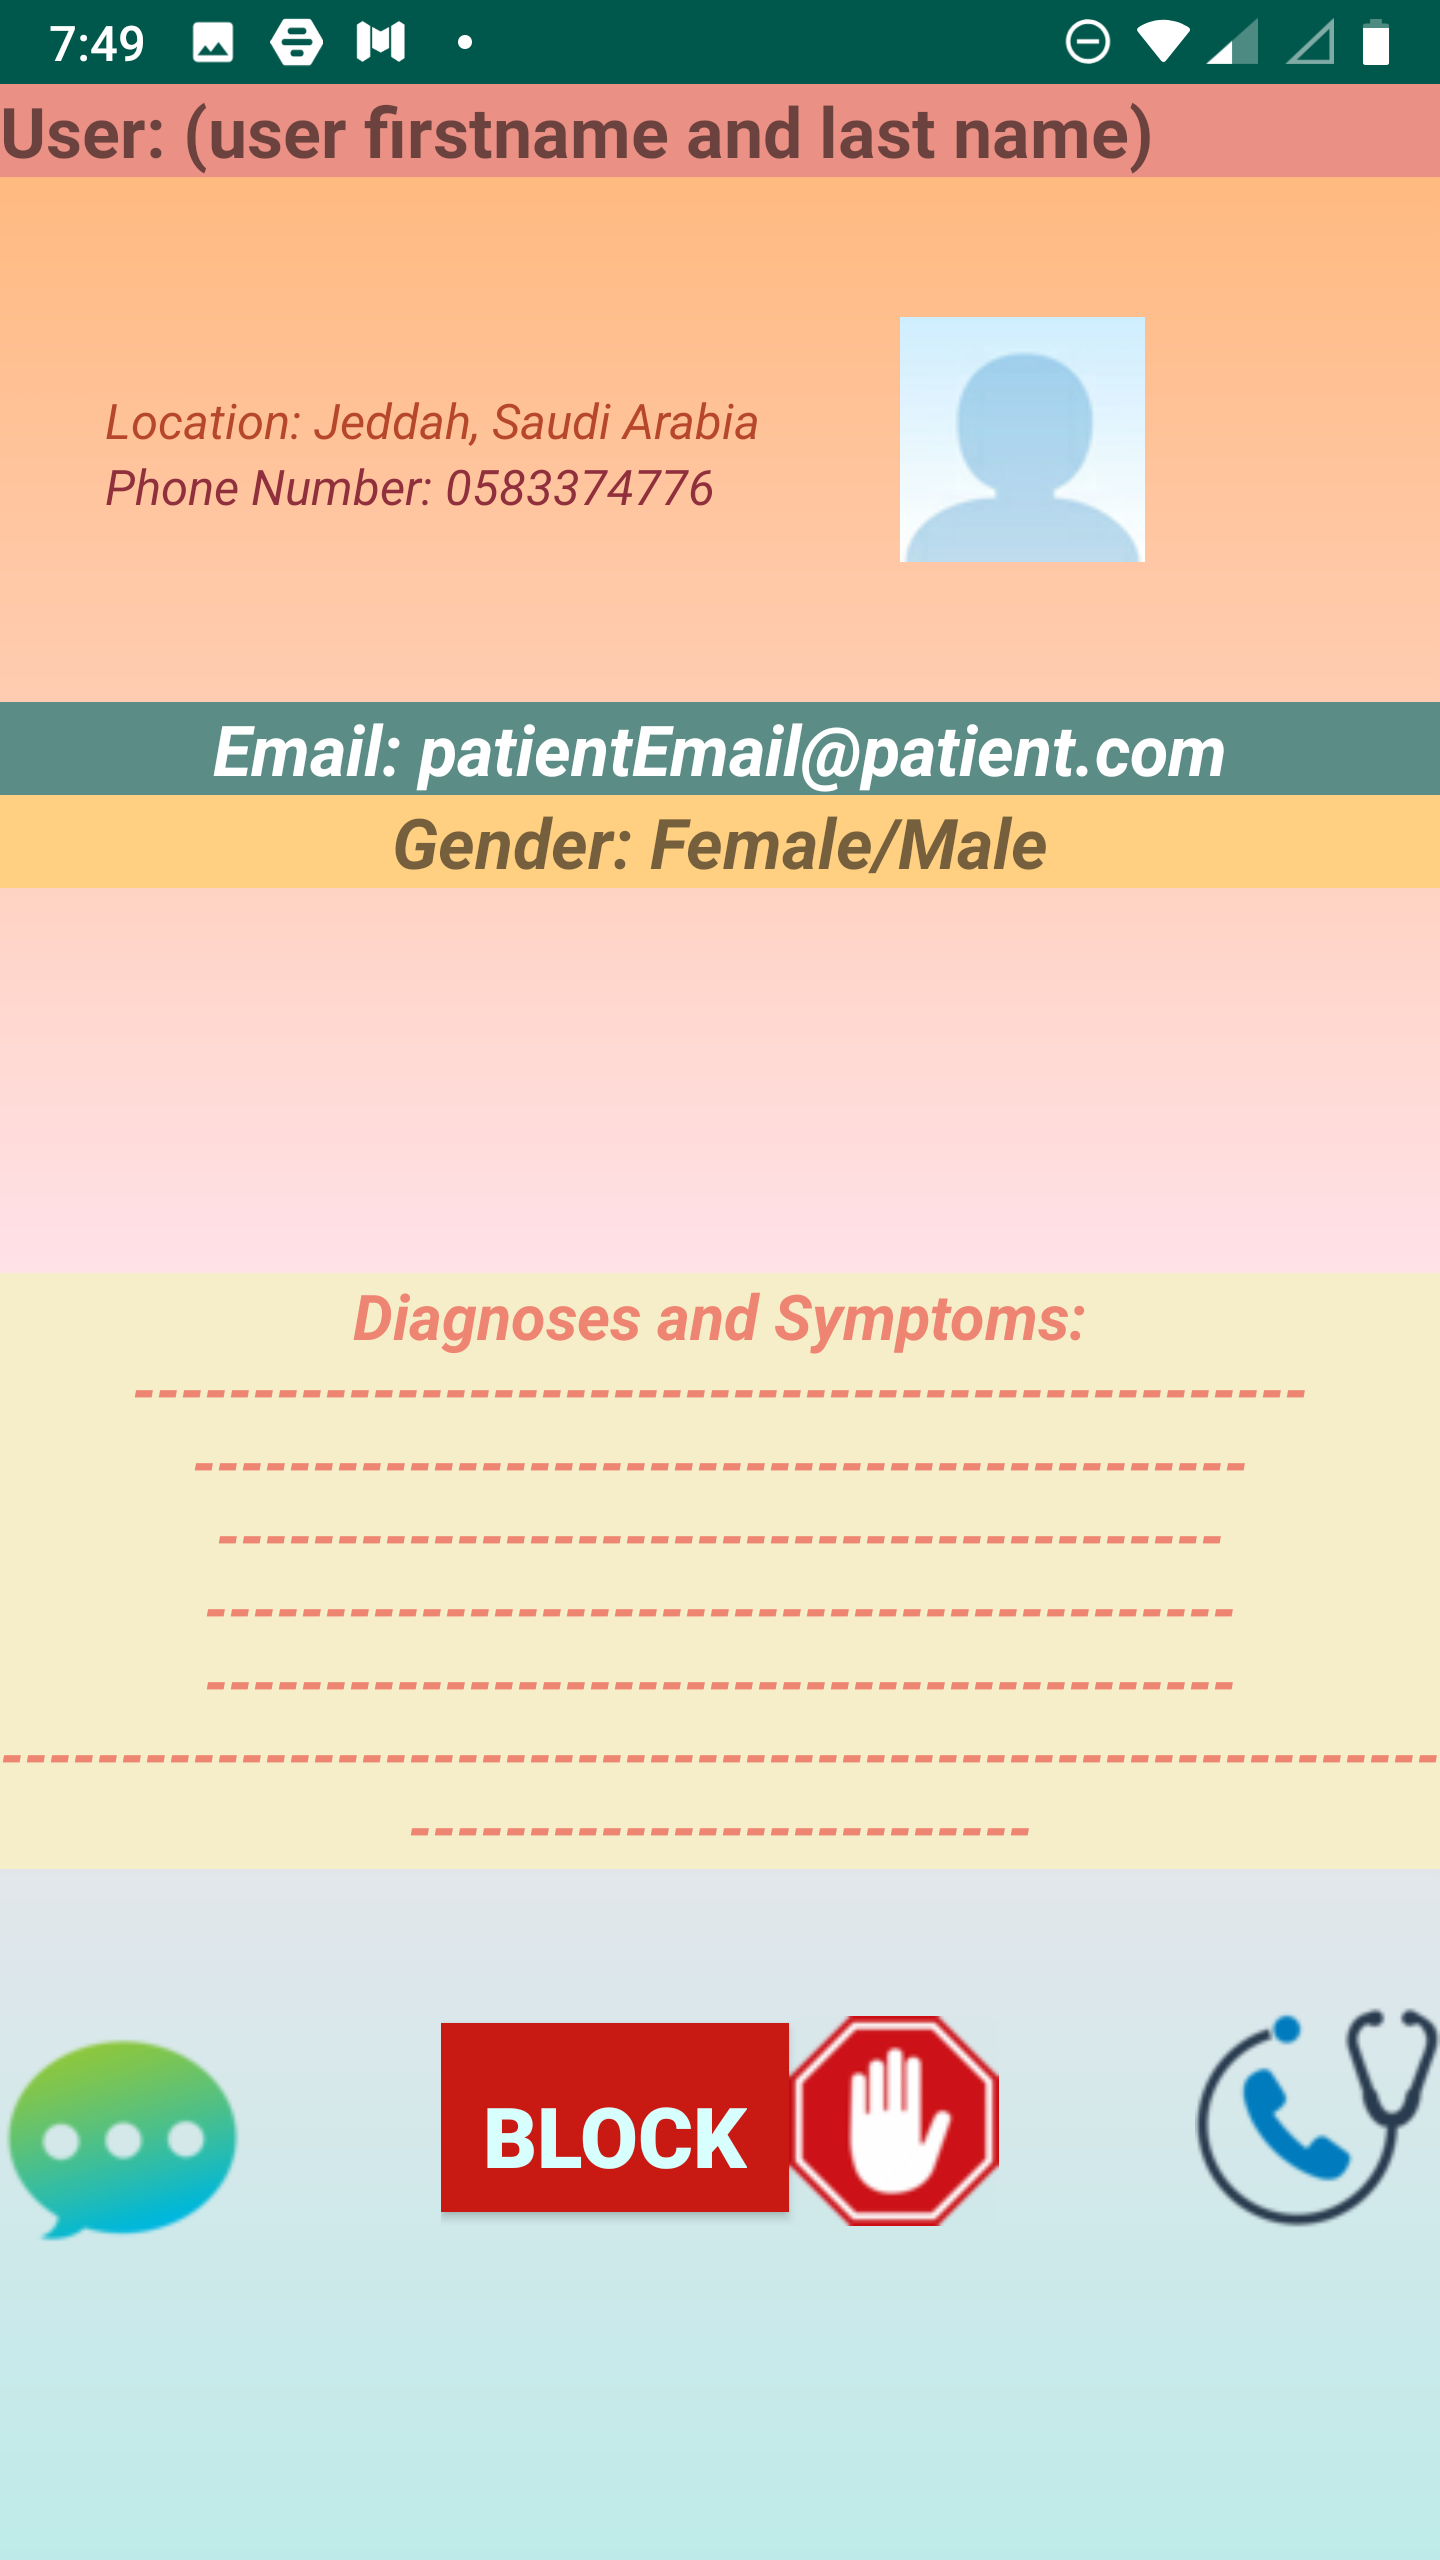 7:49
User: (user firstname and last name)
Location: Jeddah, Saudi Arabia
Phone Number: 0583374776
Email: patientEmail@patient.com
Gender: Female/Male
Diagnoses and Symptoms:
-------------------------------------------------
--------------------------------------------
------------------------------------------
-------------------------------------------
-------------------------------------------
------------------------------------------------------------
--------------------------
BLOCK